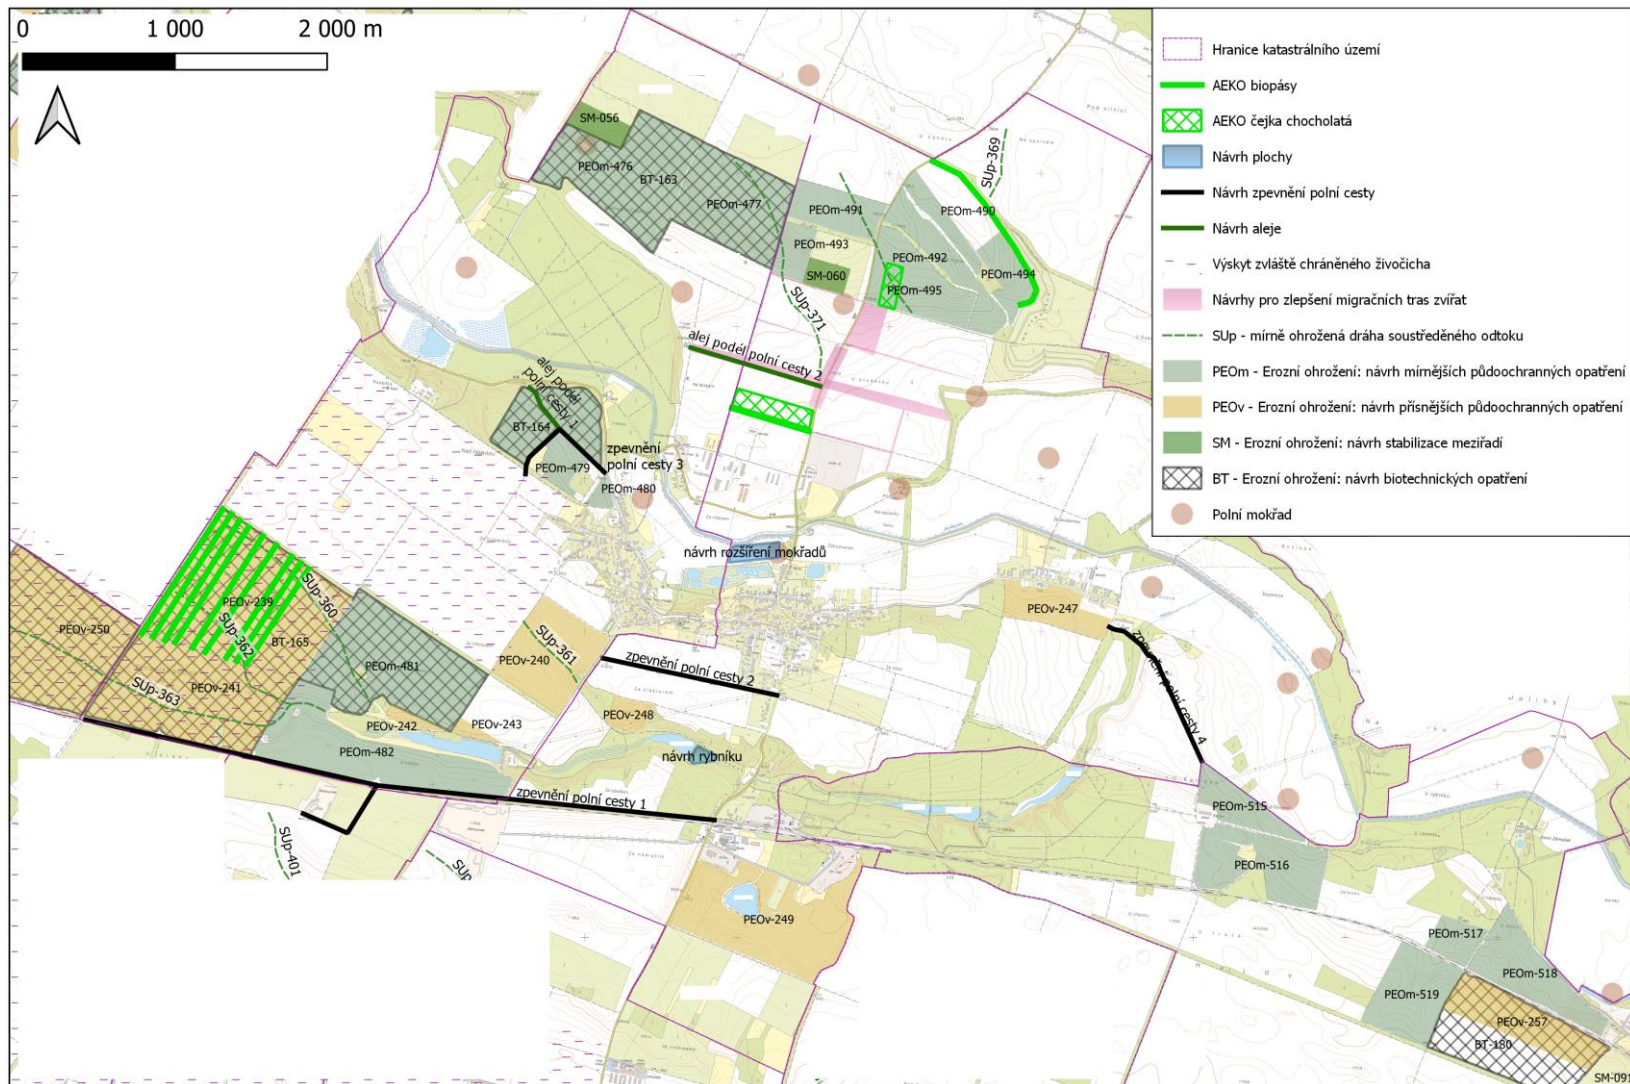 0 1 000 2 000 m
Hranice katastrálního území
AEKO biopásy
AEKO čejka chocholatá
Návrh plochy
Návrh zpevnění polní cesty
Návrh aleje
Výskyt zvláště chráněného živočicha
Návrhy pro zlepšení migračních tras zvířat
SUp - mírně ohrožená dráha soustředěného odtoku
PEOm - Erozní ohrožení: návrh mírnějších půdoochranných opatření
PEOv - Erozní ohrožení: návrh přísnějších půdoochranných opatření
SM - Erozní ohrožení: návrh stabilizace meziřadí
BT - Erozní ohrožení: návrh biotechnických opatření
Polní mokřad
SM-056
PEOm-476
BT-163
PEOm-477
SUp-369
PEOm-491
PEOm-490
PEOm-493
PEOm-492
SM-060
PEOm-494
PEOm-495
SUp-371
alej podél polní cesty 2
alej podél
polní cesty 1
BT-164
zpevnění
polní cesty 3
PEOm-479
PEOm-480
návrh rozšíření mokřadů
SUp-360
PEOv-239
PEOv-247
SUp-362
PEOv-250
BT-165
SUp-361
PEOv-240
PEOm-481
zpevnění polní cesty 2
zpevnění polní cesty 4
SUp-363
PEOv-241
PEOv-242
PEOv-243
PEOv-248
PEOm-482
návrh rybníku
zpevnění polní cesty 1
PEOm-515
SUp-401
SUp
PEOm-516
PEOv-249
PEOm-517
PEOm-518
PEOm-519
PEOv-257
BT-180
SM-091